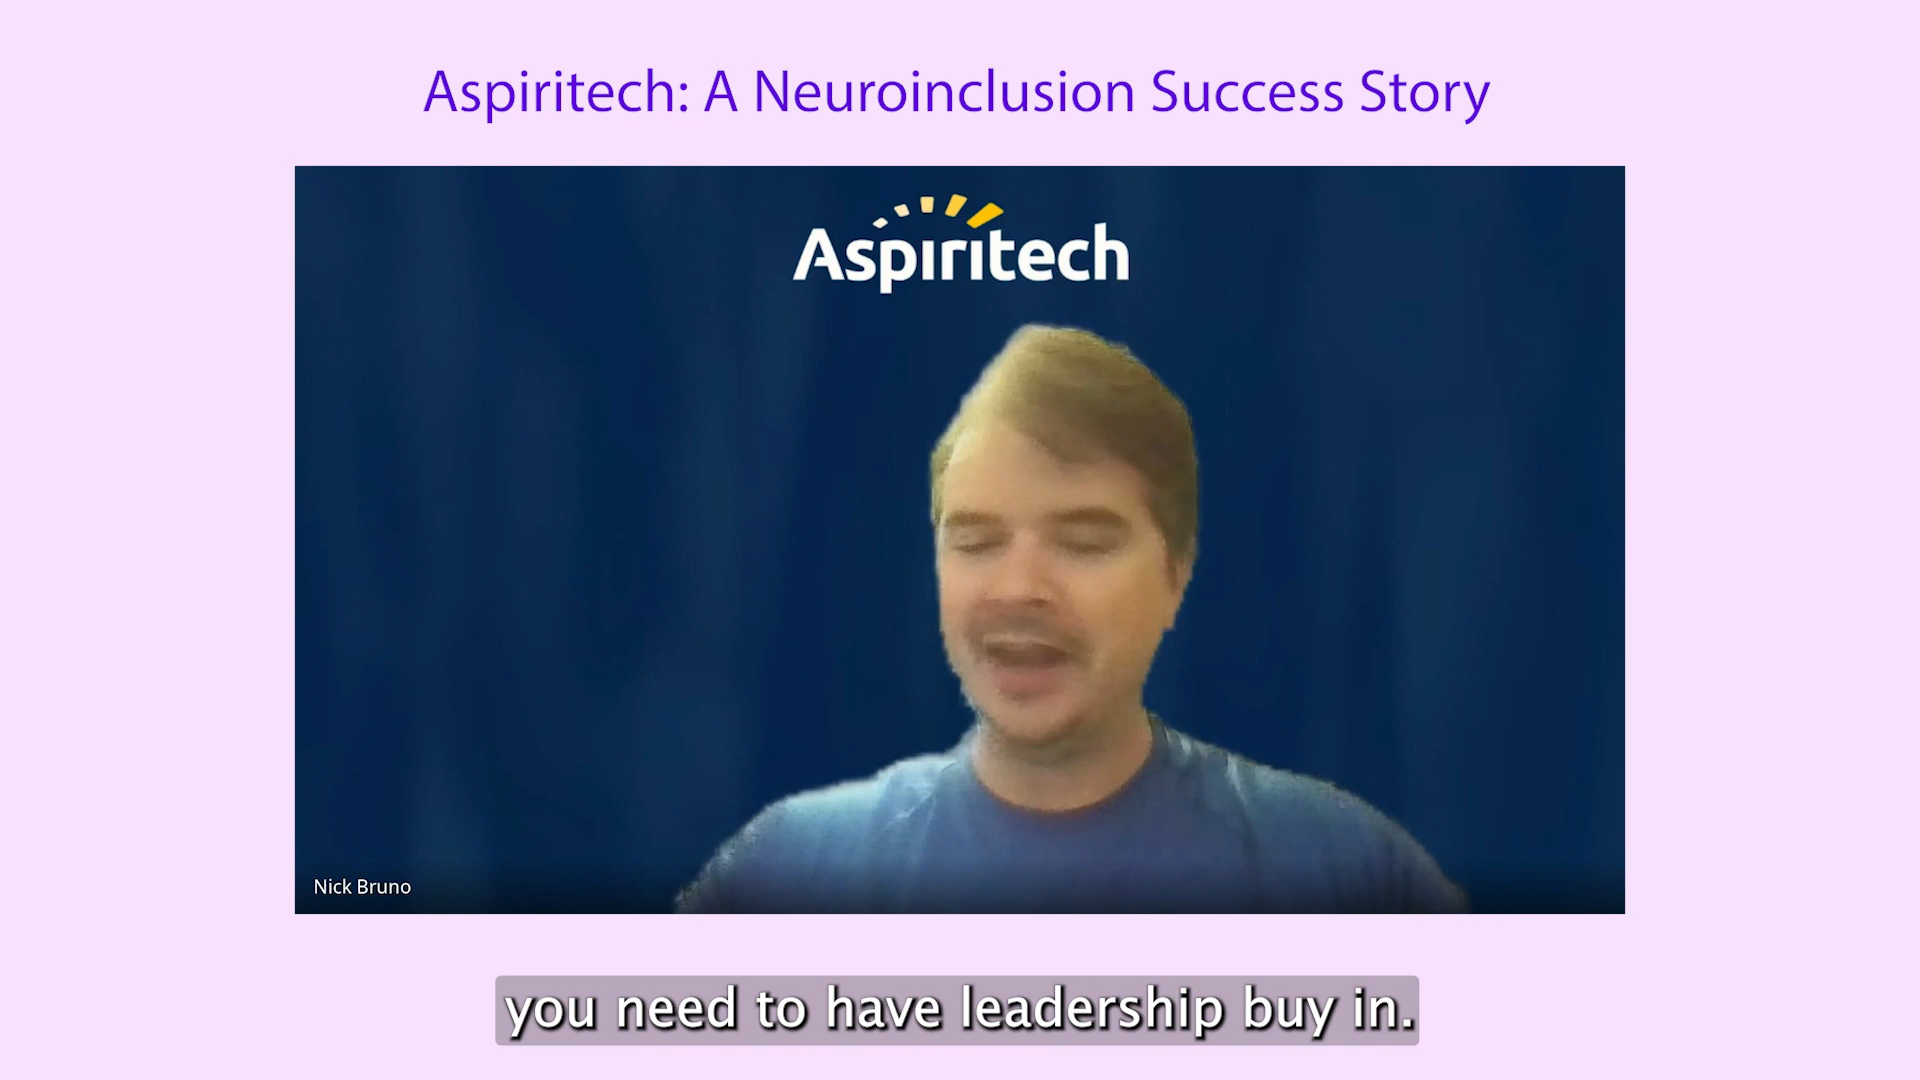 Aspiritech: A Neuroinclusion Success Story
Aspiritech
Nick Bruno
you need to have leadership buy in.